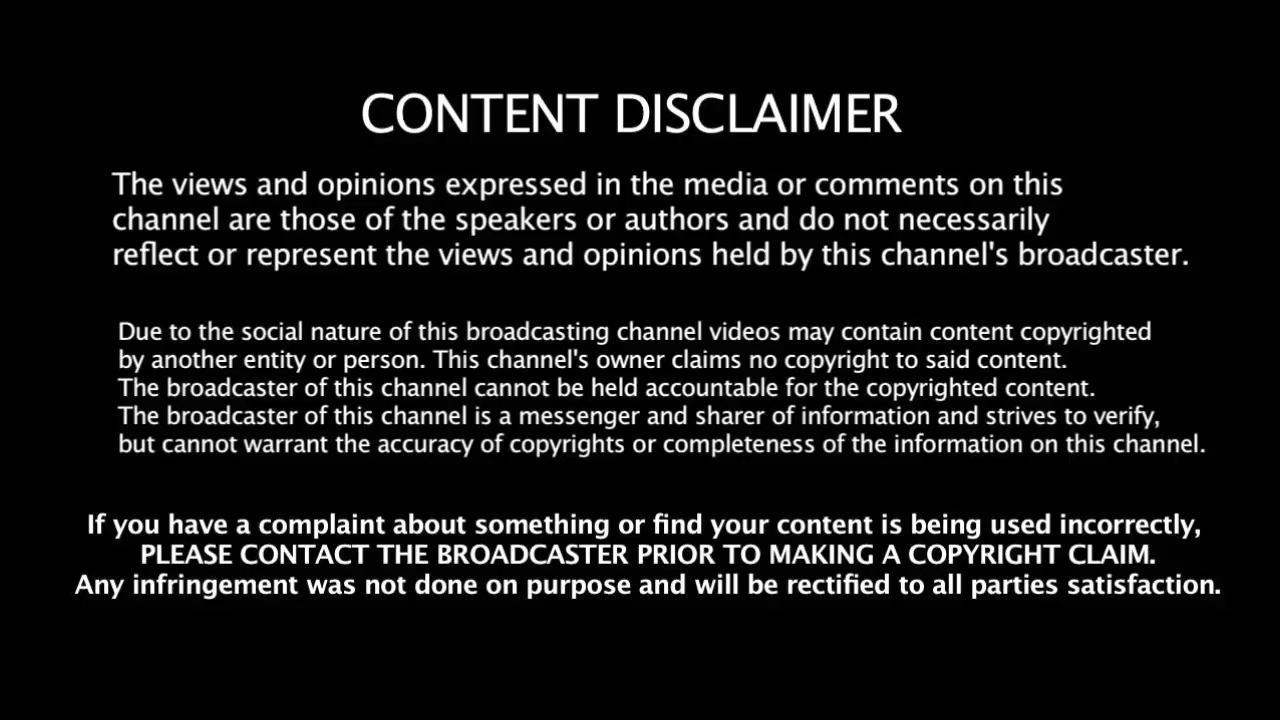 CONTENT DISCLAIMER
The views and opinions expressed in the media or comments on this
channel are those of the speakers or authors and do not necessarily
reflect or represent the views and opinions held by this channel's broadcaster.
Due to the social nature of this broadcasting channel videos may contain content copyrighted
by another entity or person. This channel's owner claims no copyright to said content.
The broadcaster of this channel cannot be held accountable for the copyrighted content.
The broadcaster of this channel is a messenger and sharer of information and strives to verify,
but cannot warrant the accuracy of copyrights or completeness of the information on this channel.
If you have a complaint about something or find your content is being used incorrectly,
PLEASE CONTACT THE BROADCASTER PRIOR TO MAKING A COPYRIGHT CLAIM.
Any infringement was not done on purpose and will be rectified to all parties satisfaction.